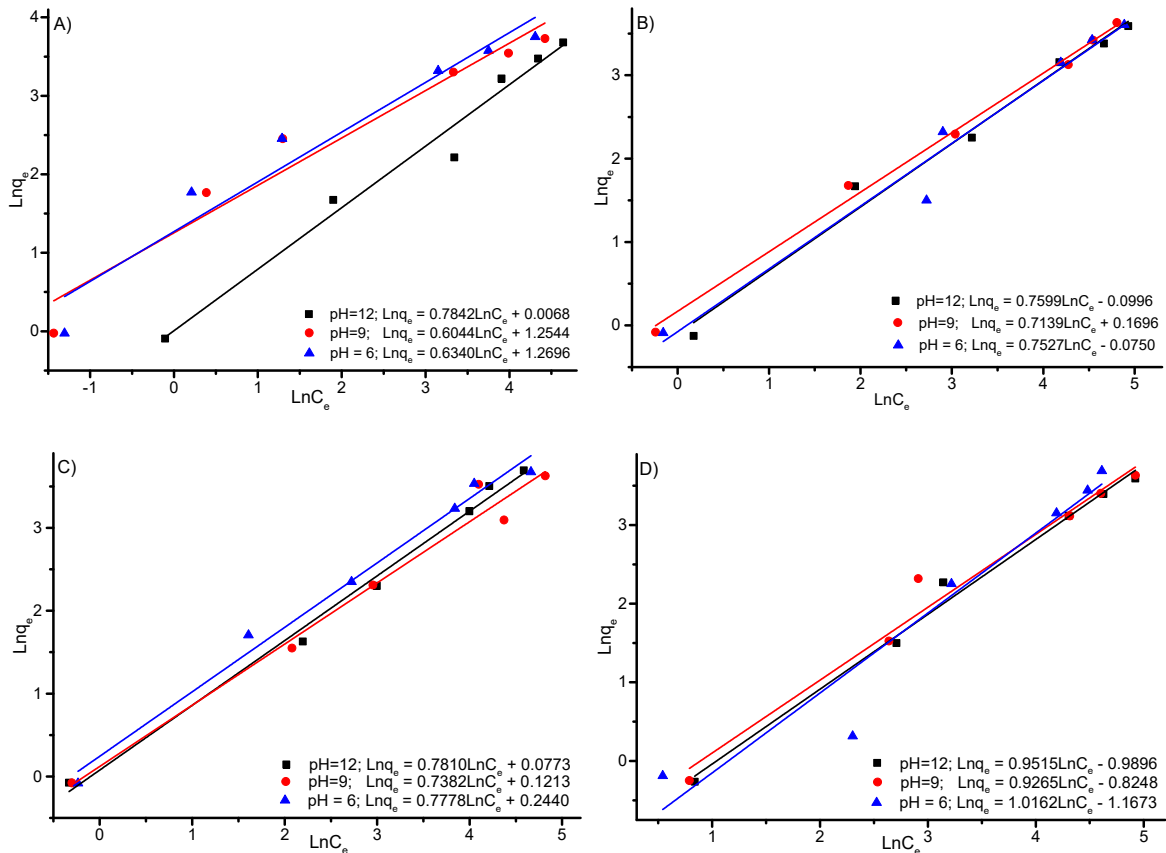 A)
4
3
2
1
0
Lnqₑ
pH=12; Lnqₑ = 0.7842LnCₑ + 0.0068
pH=9; Lnqₑ = 0.6044LnCₑ + 1.2544
pH = 6; Lnqₑ = 0.6340LnCₑ + 1.2696
-1 0 1 2 3 4
LnCₑ
B)
3
2
1
0
Lnqₑ
pH=12; Lnqₑ = 0.7599LnCₑ - 0.0996
pH=9; Lnqₑ = 0.7139LnCₑ + 0.1696
pH = 6; Lnqₑ = 0.7527LnCₑ - 0.0750
0 1 2 3 4 5
LnCₑ
C)
3
2
1
0
Lnqₑ
pH=12; Lnqₑ = 0.7810LnCₑ + 0.0773
pH=9; Lnqₑ = 0.7382LnCₑ + 0.1213
pH = 6; Lnqₑ = 0.7778LnCₑ + 0.2440
0 1 2 3 4 5
LnCₑ
D)
3
2
1
0
-1
Lnqₑ
pH=12; Lnqₑ = 0.9515LnCₑ - 0.9896
pH=9; Lnqₑ = 0.9265LnCₑ - 0.8248
pH = 6; Lnqₑ = 1.0162LnCₑ - 1.1673
1 2 3 4 5
LnCₑ